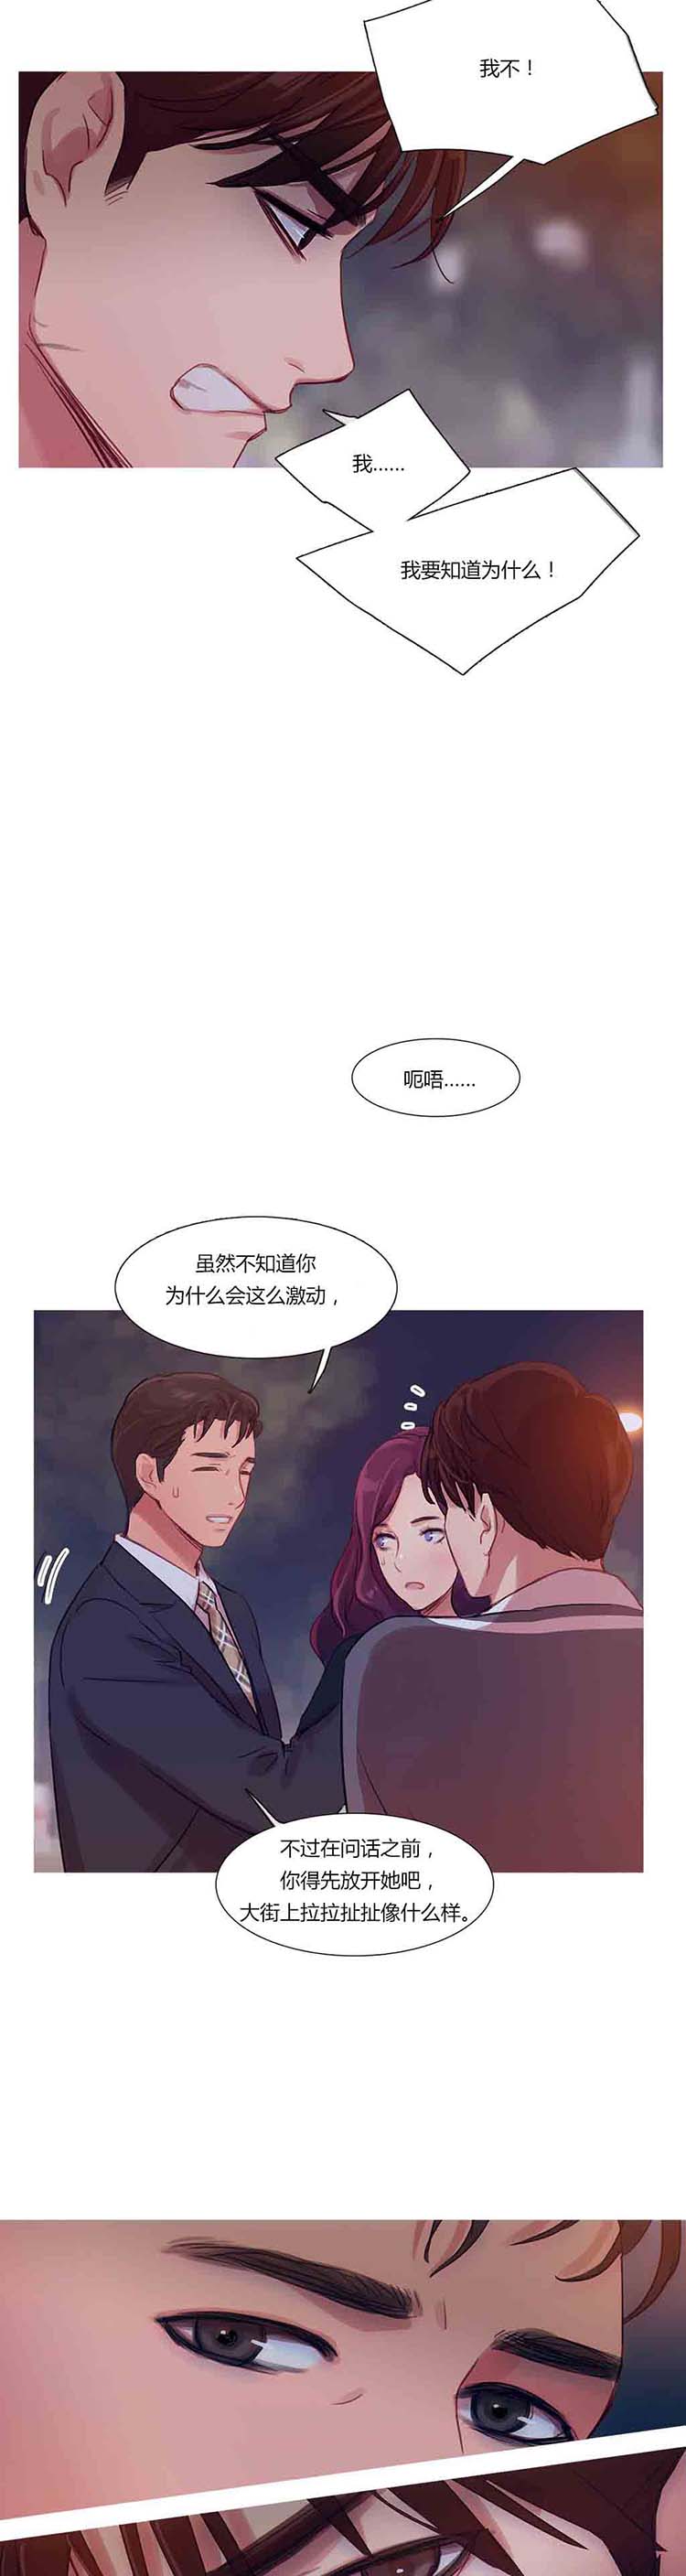 我不！
我……
我要知道为什么！
呃唔……
虽然不知道你
为什么会这么激动，
不过在问话之前，
你得先放开她吧，
大街上拉拉扯扯像什么样。